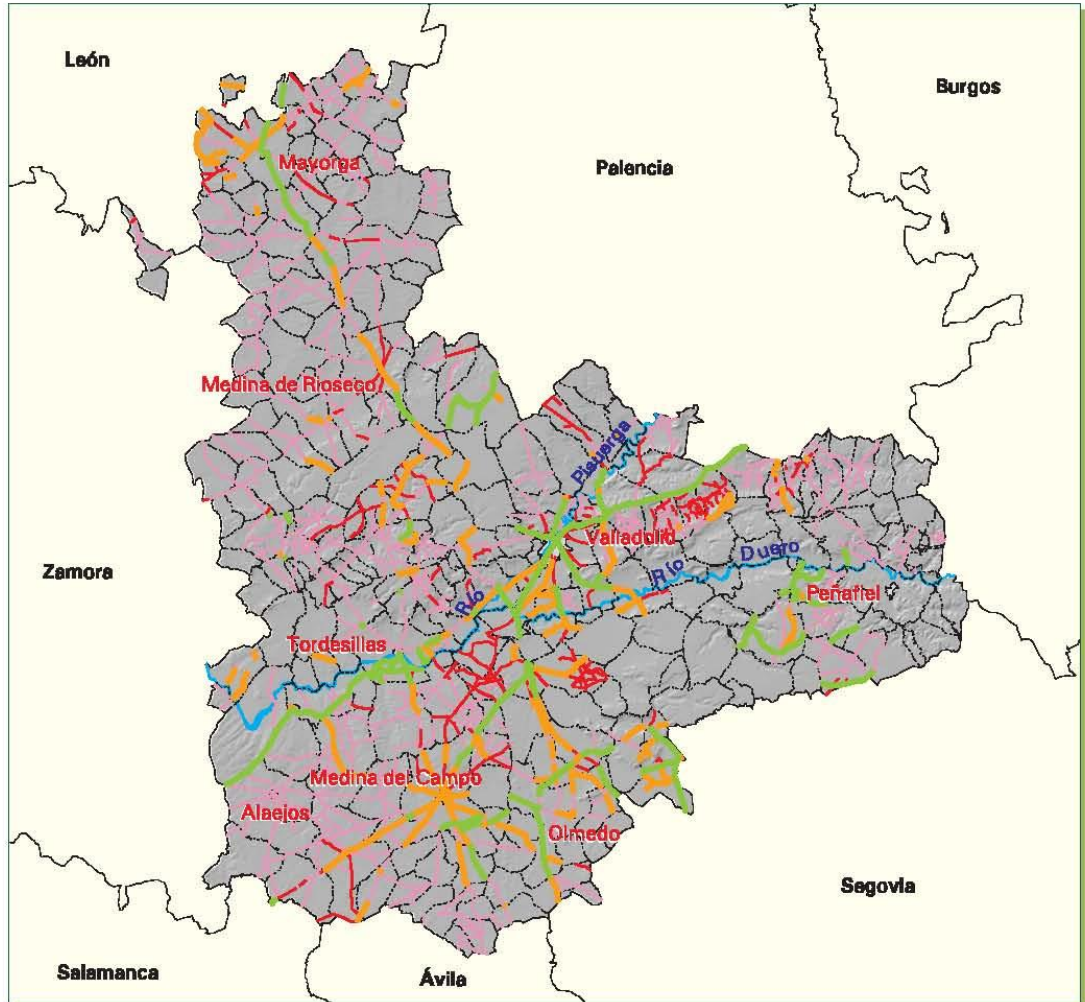 León
Burgos
Palencia
Mayorga
Medina de Rioseco
Pisuerga
Valladolid
Duero
Río
Zamora
Río
Peñafiel
Tordesillas
Medina del Campo
Alaejos
Olmedo
Segovia
Salamanca
Ávila